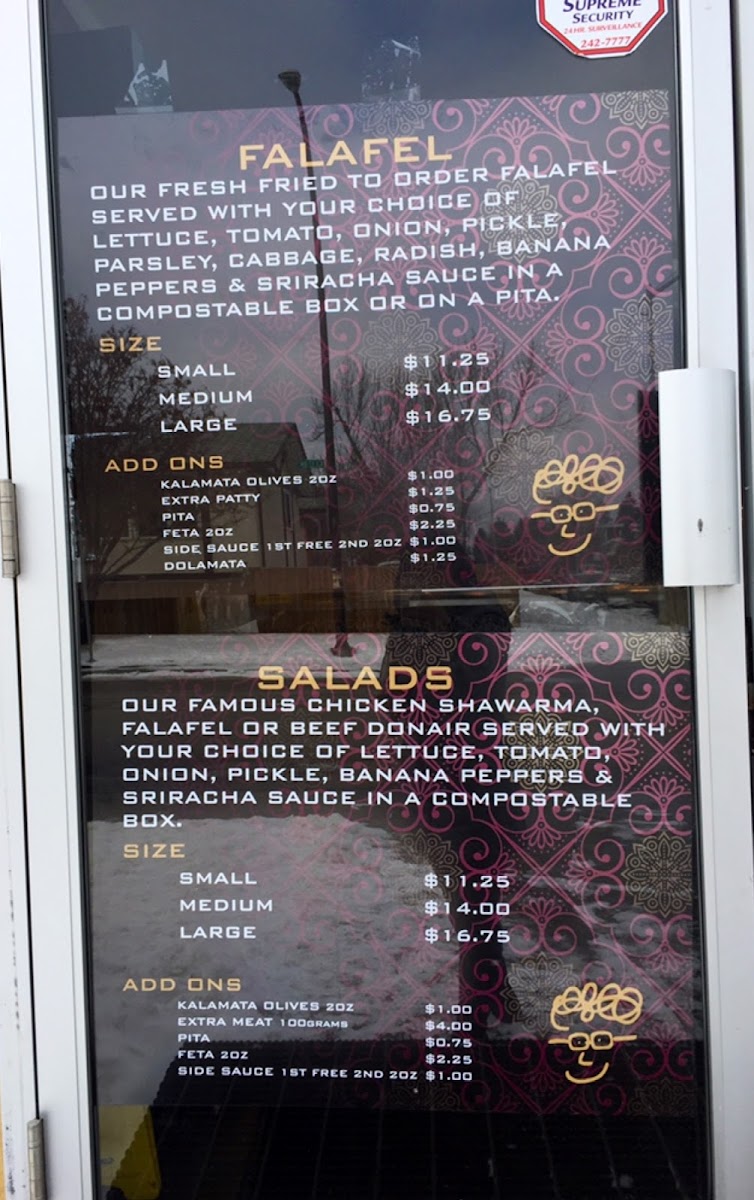 SUPREME
SECURITY
24 HR. SURVEILLANCE
242-7777
FALAFEL
OUR FRESH FRIED TO ORDER FALAFEL
SERVED WITH YOUR CHOICE OF
LETTUCE, TOMATO, ONION, PICKLE,
PARSLEY, CABBAGE, RADISH, BANANA
PEPPERS & SRIRACHA SAUCE IN A
COMPOSTABLE BOX OR ON A PITA.
SIZE
SMALL $11.25
MEDIUM $14.00
LARGE $16.75
ADD ONS
KALAMATA OLIVES 2OZ $1.00
EXTRA PATTY $1.25
PITA $0.75
FETA 2OZ $2.25
SIDE SAUCE 1ST FREE 2ND 2OZ $1.00
DOLAMATA $1.25
SALADS
OUR FAMOUS CHICKEN SHAWARMA,
FALAFEL OR BEEF DONAIR SERVED WITH
YOUR CHOICE OF LETTUCE, TOMATO,
ONION, PICKLE, BANANA PEPPERS &
SRIRACHA SAUCE IN A COMPOSTABLE
BOX.
SIZE
SMALL $11.25
MEDIUM $14.00
LARGE $16.75
ADD ONS
KALAMATA OLIVES 2OZ $1.00
EXTRA MEAT 100GRAMS $4.00
PITA $0.75
FETA 2OZ $2.25
SIDE SAUCE 1ST FREE 2ND 2OZ $1.00